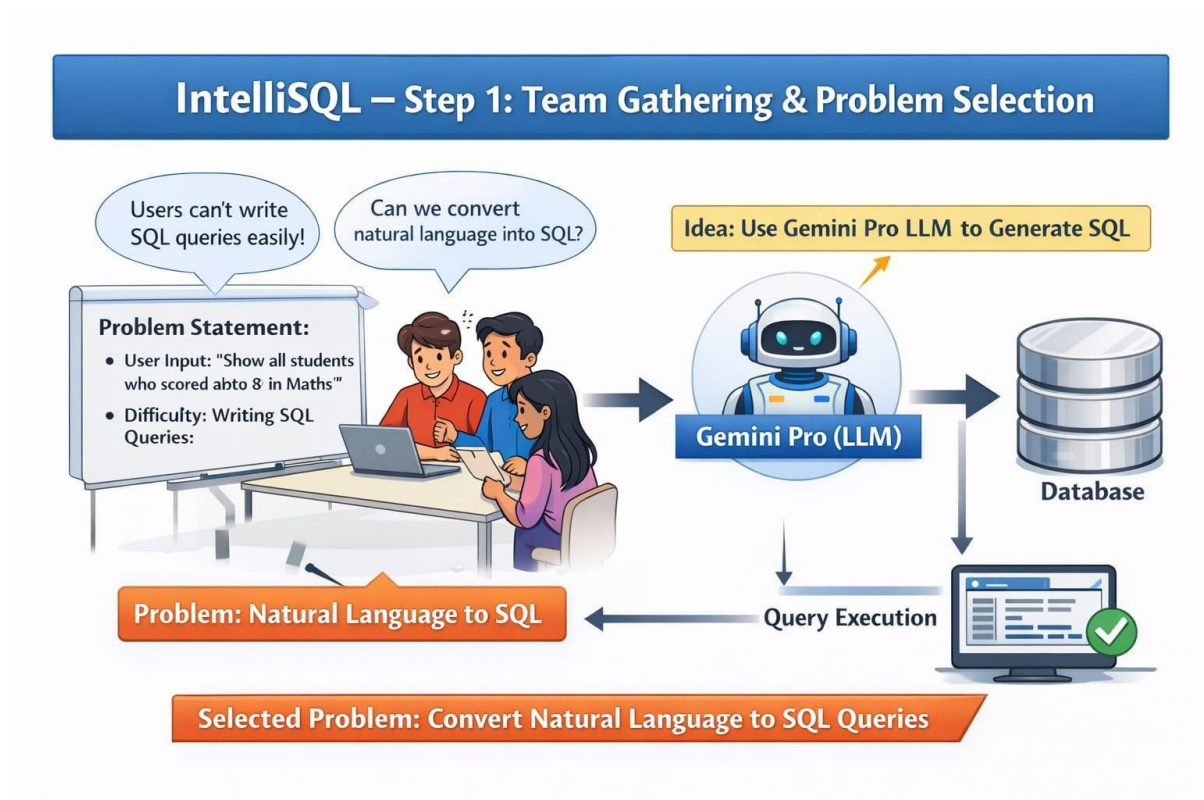 IntelliSQL – Step 1: Team Gathering & Problem Selection
Users can't write
SQL queries easily!
Can we convert
natural language into SQL?
Idea: Use Gemini Pro LLM to Generate SQL
Problem Statement:
• User Input: "Show all students
who scored abto 8 in Maths'"
• Difficulty: Writing SQL
Queries:
Gemini Pro (LLM)
Database
Problem: Natural Language to SQL
Query Execution
Selected Problem: Convert Natural Language to SQL Queries